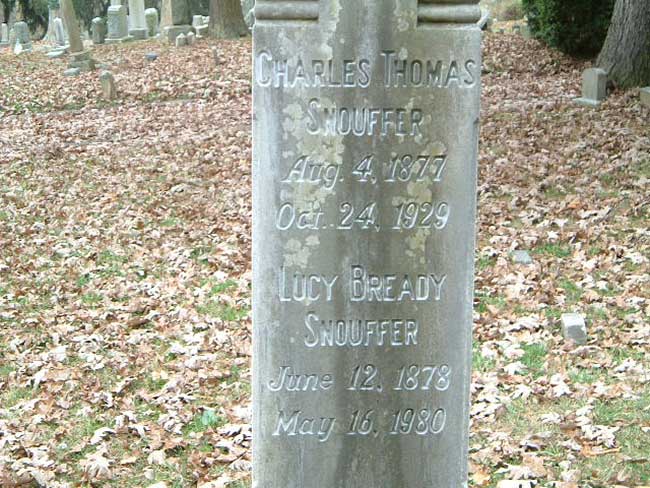 Charles Thomas
Snouffer
Aug. 4, 1877
Oct. 24, 1929
Lucy Bready
Snouffer
June 12, 1878
May 16, 1980